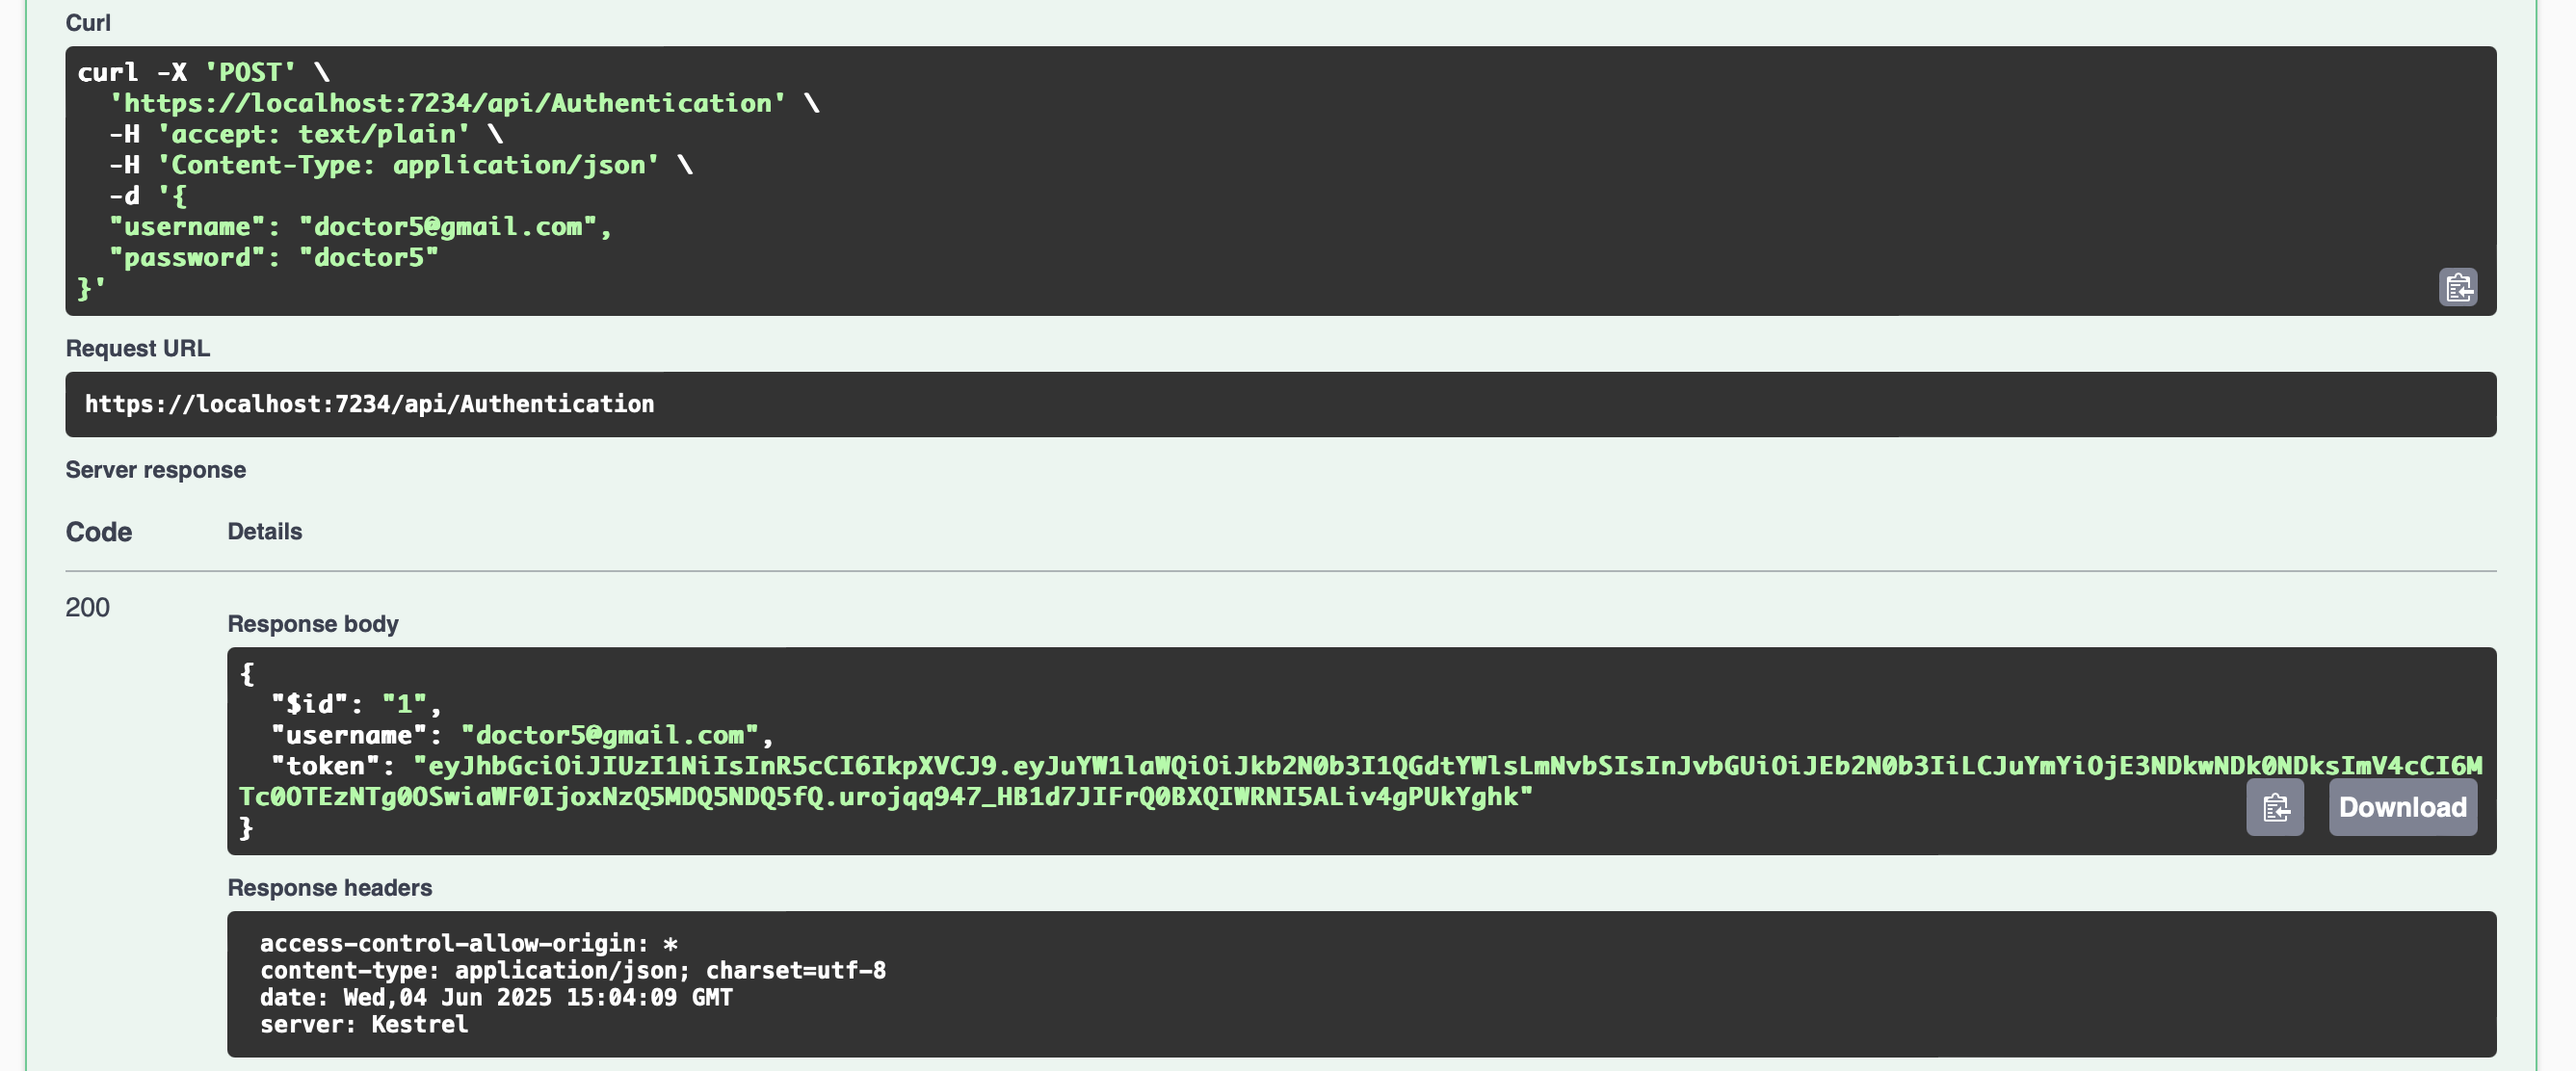 Curl
curl -X 'POST' \
  'https://localhost:7234/api/Authentication' \
  -H 'accept: text/plain' \
  -H 'Content-Type: application/json' \
  -d '{
  "username": "doctor5@gmail.com",
  "password": "doctor5"
}'
Request URL
https://localhost:7234/api/Authentication
Server response
Code Details
200
Response body
{
  "$id": "1",
  "username": "doctor5@gmail.com",
  "token": "eyJhbGciOiJIUzI1NiIsInR5cCI6IkpXVCJ9.eyJuYW1laWQiOiJkb2N0b3I1QGdtYWlsLmNvbSIsInJvbGUiOiJEb2N0b3IiLCJuYmYiOjE3NDkwNDk0NDksImV4cCI6M
Tc0OTEzNTg0OSwiaWF0IjoxNzQ5MDQ5NDQ5fQ.urojqq947_HB1d7JIFrQ0BXQIWRNI5ALiv4gPUkYghk"
}
Download
Response headers
access-control-allow-origin: *
content-type: application/json; charset=utf-8
date: Wed,04 Jun 2025 15:04:09 GMT
server: Kestrel